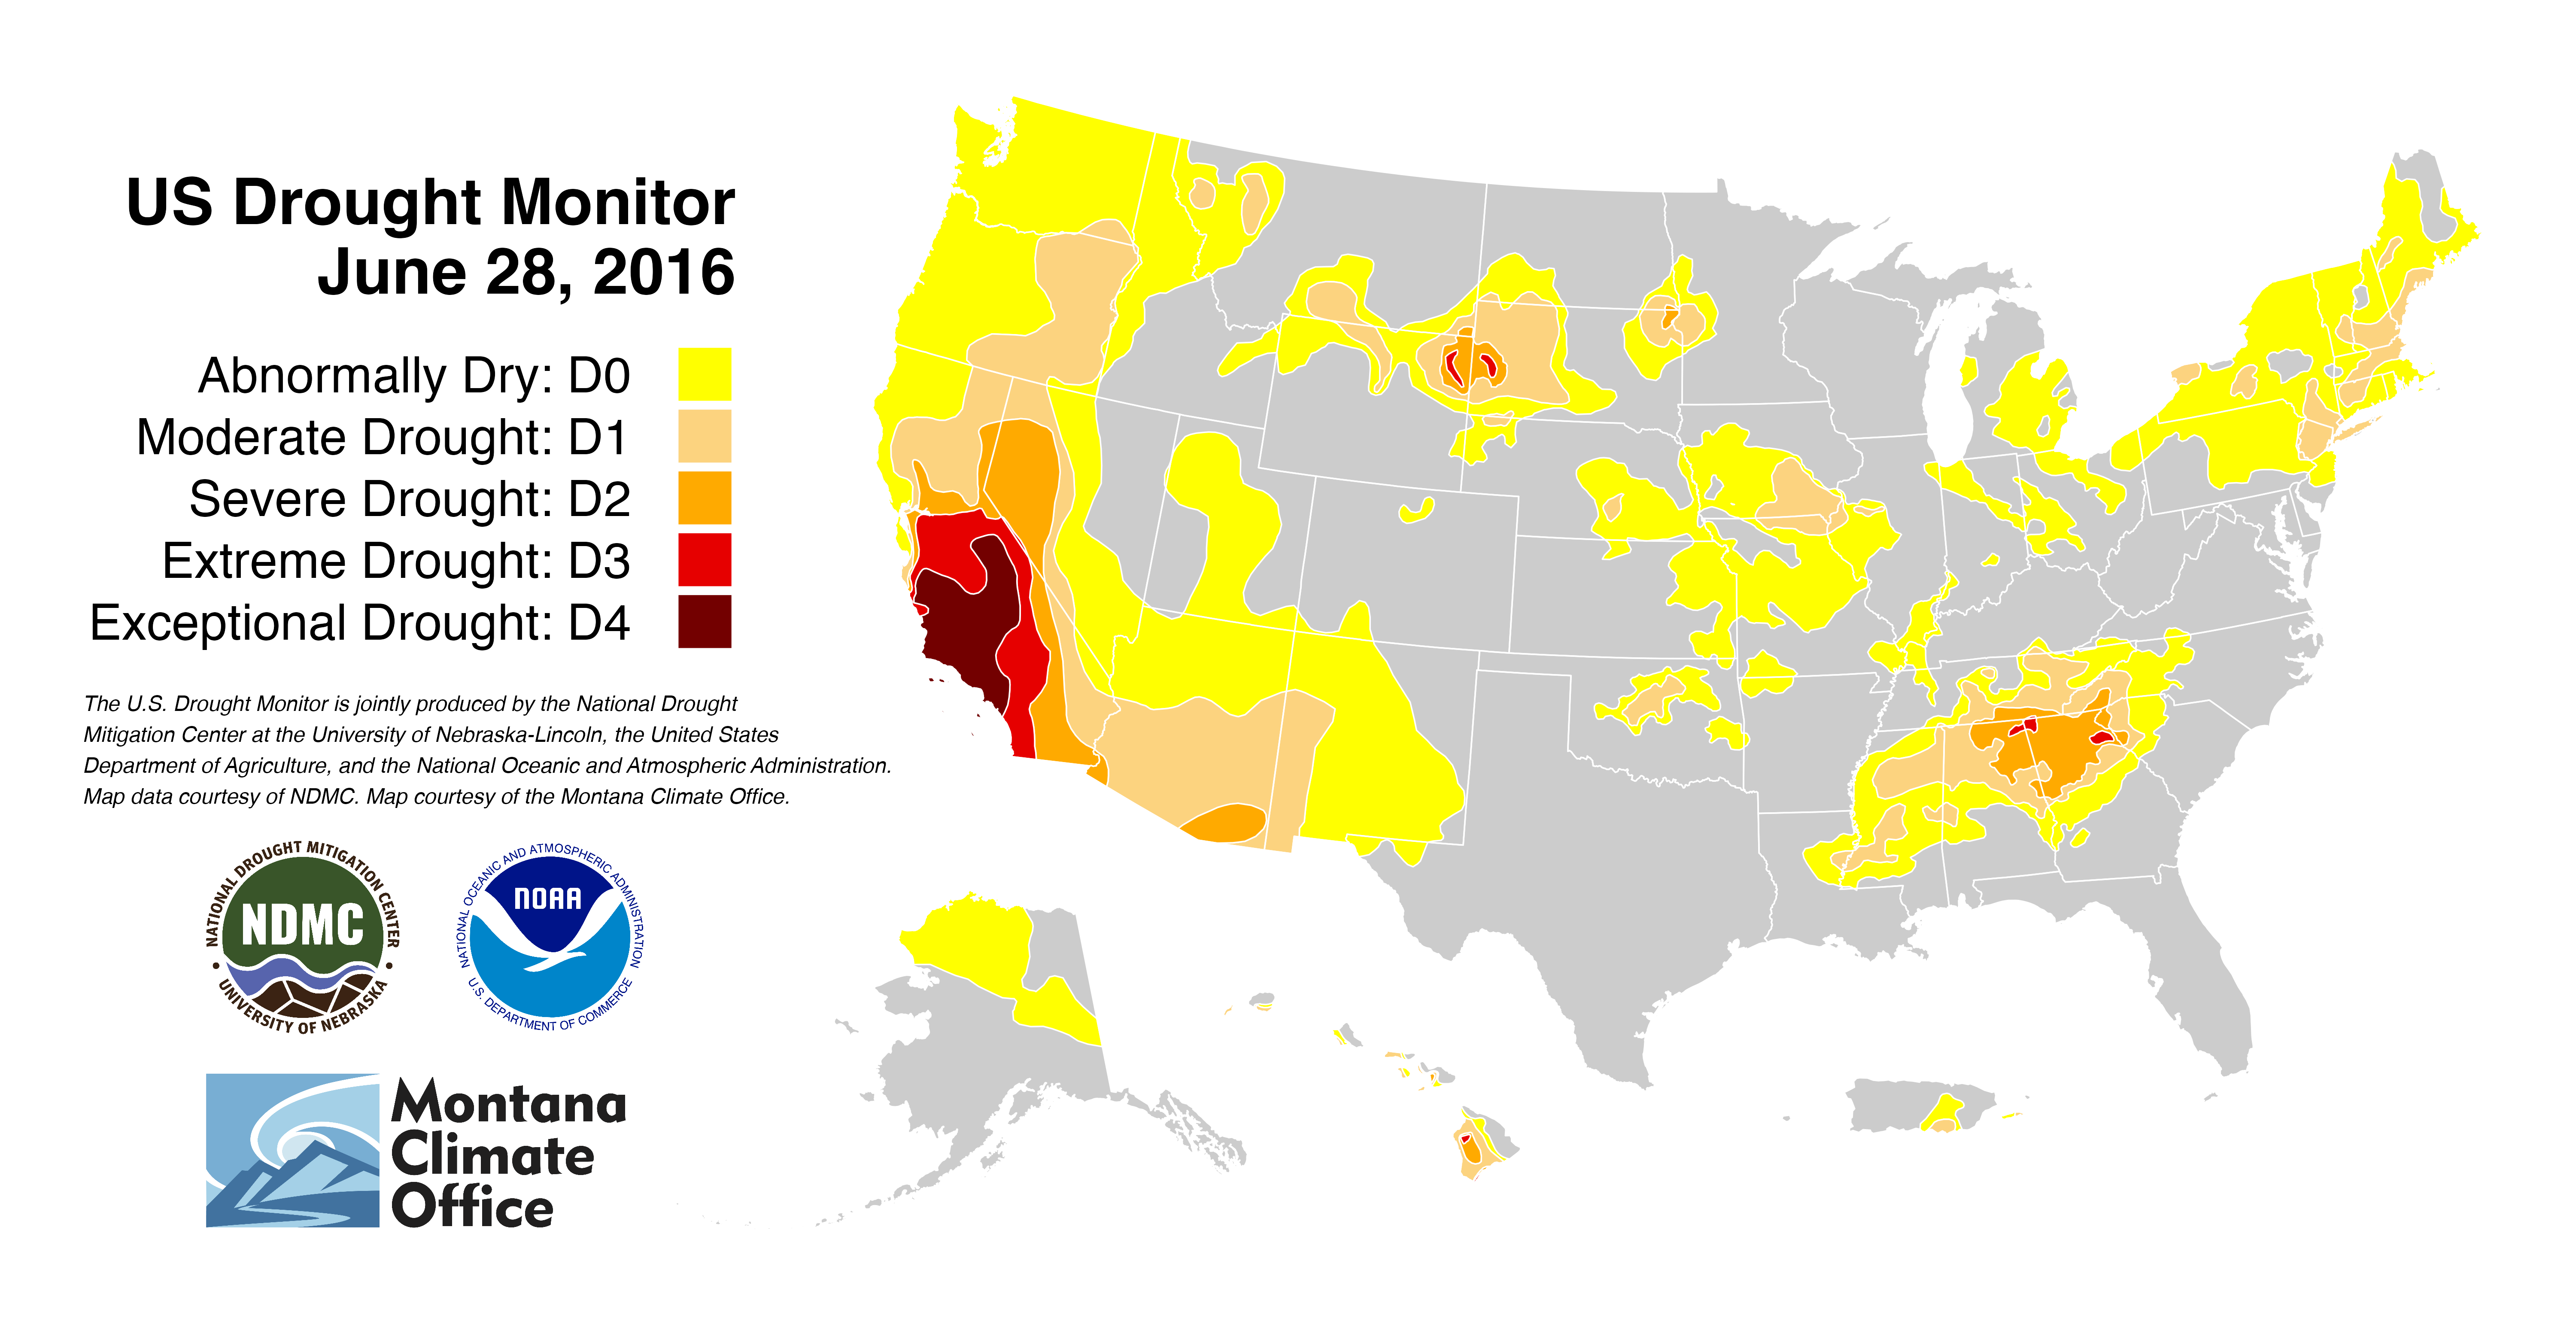 US Drought Monitor
June 28, 2016
Abnormally Dry: D0
Moderate Drought: D1
Severe Drought: D2
Extreme Drought: D3
Exceptional Drought: D4
The U.S. Drought Monitor is jointly produced by the National Drought
Mitigation Center at the University of Nebraska-Lincoln, the United States
Department of Agriculture, and the National Oceanic and Atmospheric Administration.
Map data courtesy of NDMC. Map courtesy of the Montana Climate Office.
NATIONAL DROUGHT MITIGATION CENTER
NDMC
• UNIVERSITY OF NEBRASKA •
NATIONAL OCEANIC AND ATMOSPHERIC ADMINISTRATION
NOAA
U.S. DEPARTMENT OF COMMERCE
Montana
Climate
Office